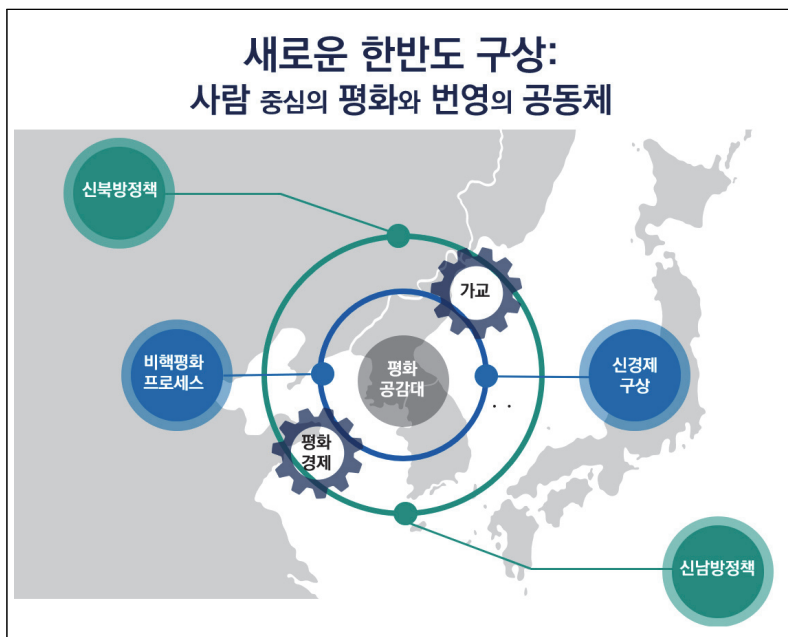 새로운 한반도 구상:
사람 중심의 평화와 번영의 공동체
신북방정책
가교
비핵평화
프로세스
평화
공감대
신경제
구상
평화
경제
신남방정책